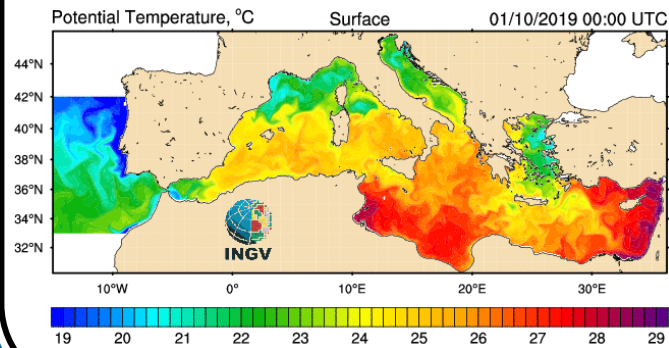 Potential Temperature, °C Surface 01/10/2019 00:00 UTC
44°N
42°N
40°N
38°N
36°N
34°N
32°N
INGV
10°W 0° 10°E 20°E 30°E
19 20 21 22 23 24 25 26 27 28 29